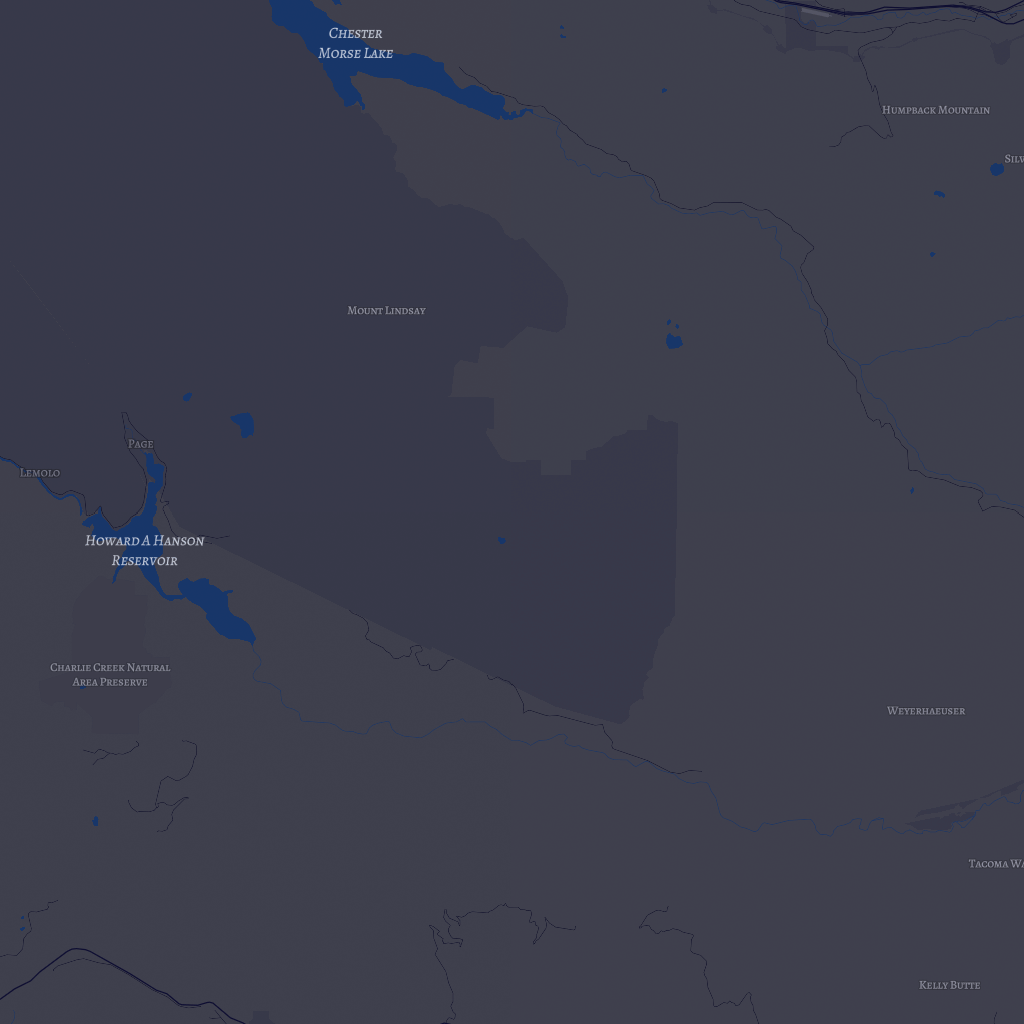 Chester
Morse Lake
Humpback Mountain
Mount Lindsay
Page
Lemolo
Howard A Hanson
Reservoir
Charlie Creek Natural
Area Preserve
Weyerhaeuser
Kelly Butte